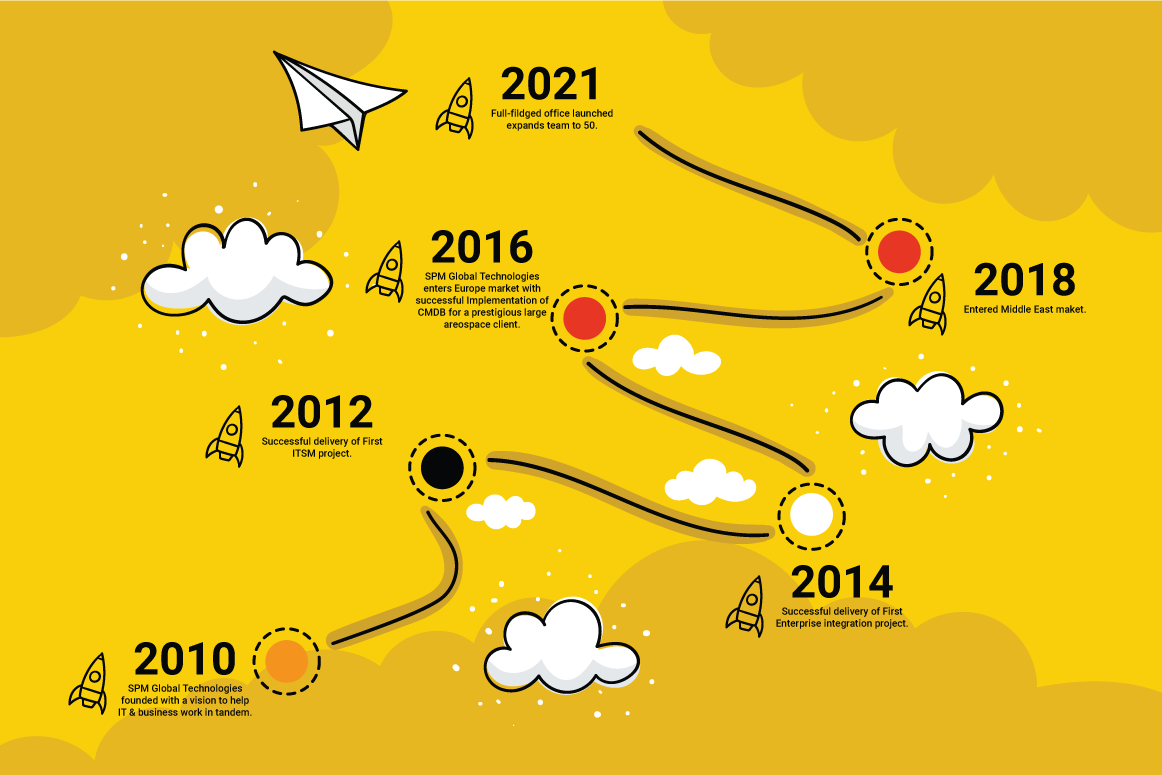 2021
Full-fildged office launched
expands team to 50.
2016
SPM Global Technologies
enters Europe market with
successful Implementation of
CMDB for a prestigious large
areospace client.
2018
Entered Middle East maket.
2012
Successful delivery of First
ITSM project.
2014
Successful delivery of First
Enterprise integration project.
2010
SPM Global Technologies
founded with a vision to help
IT & business work in tandem.